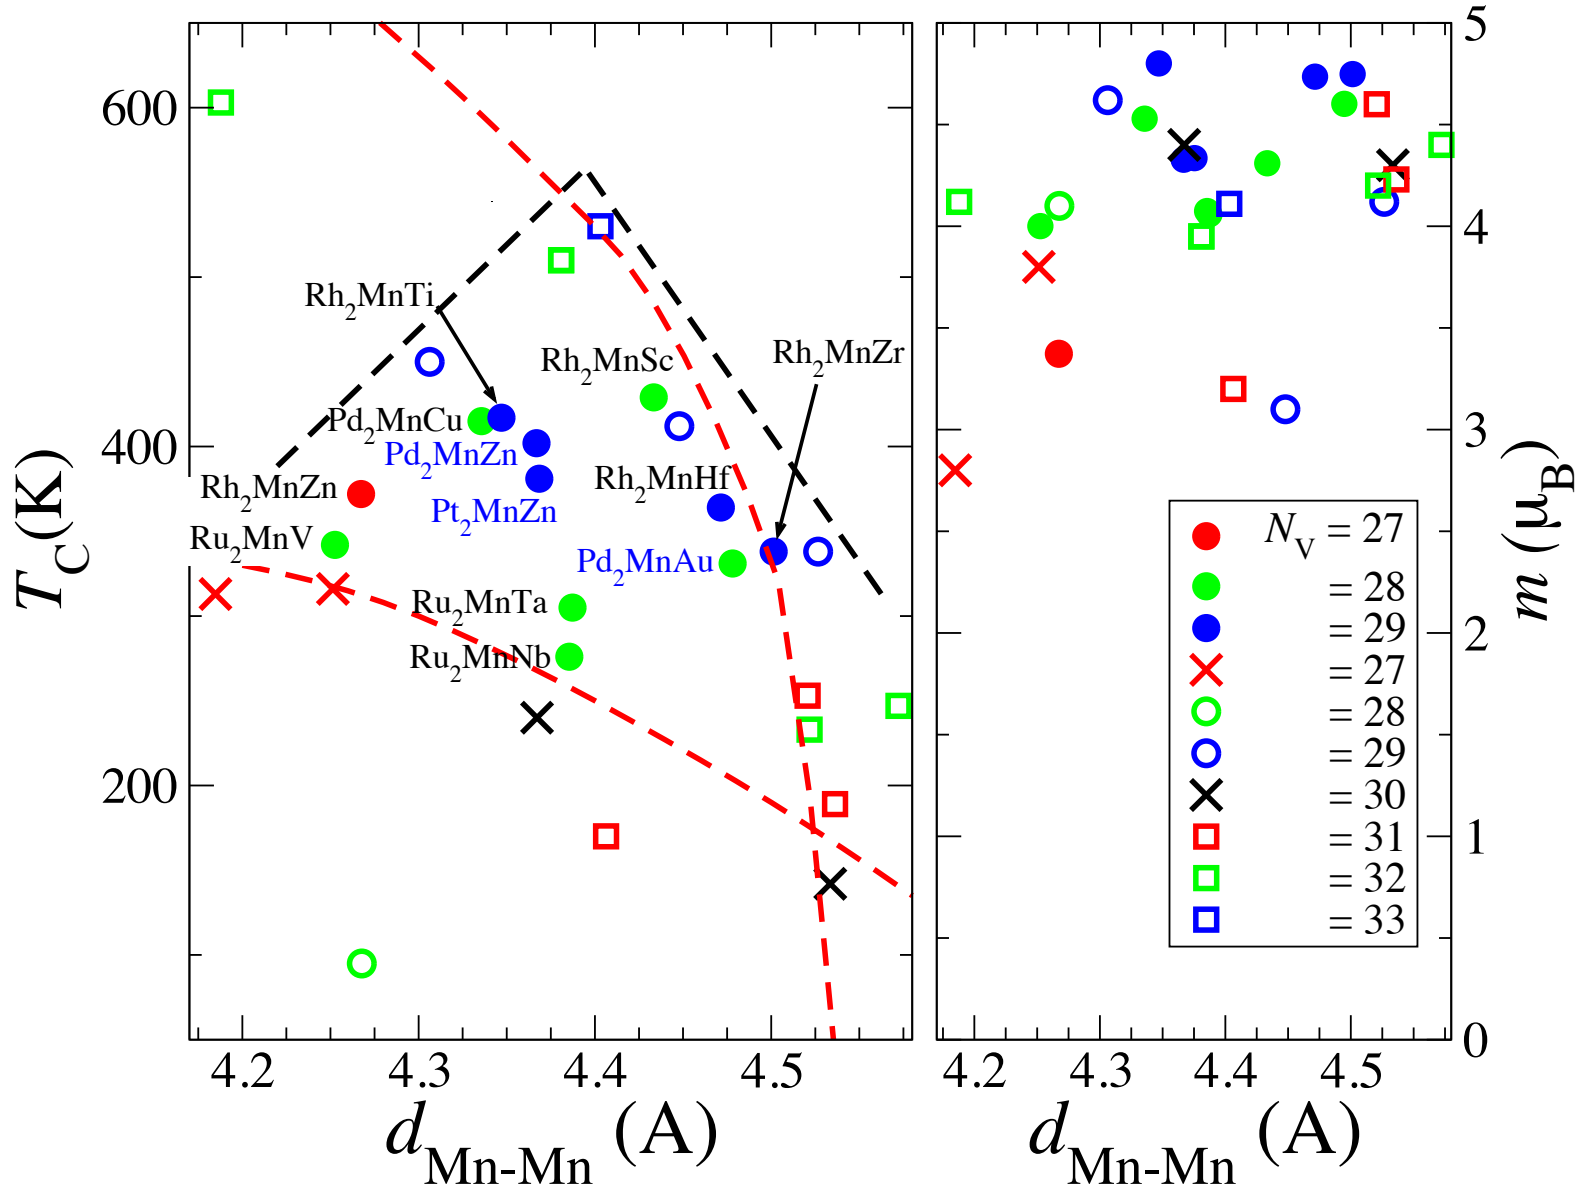 600
400
200
T_C(K)
Rh2MnTi
Rh2MnSc
Rh2MnZr
Pd2MnCu
Pd2MnZn
Rh2MnZn
Rh2MnHf
Pt2MnZn
Ru2MnV
Pd2MnAu
Ru2MnTa
Ru2MnNb
4.2 4.3 4.4 4.5
d_Mn-Mn (A)
5
4
3
2
1
0
m (μ_B)
N_V = 27
= 28
= 29
= 27
= 28
= 29
= 30
= 31
= 32
= 33
4.2 4.3 4.4 4.5
d_Mn-Mn (A)